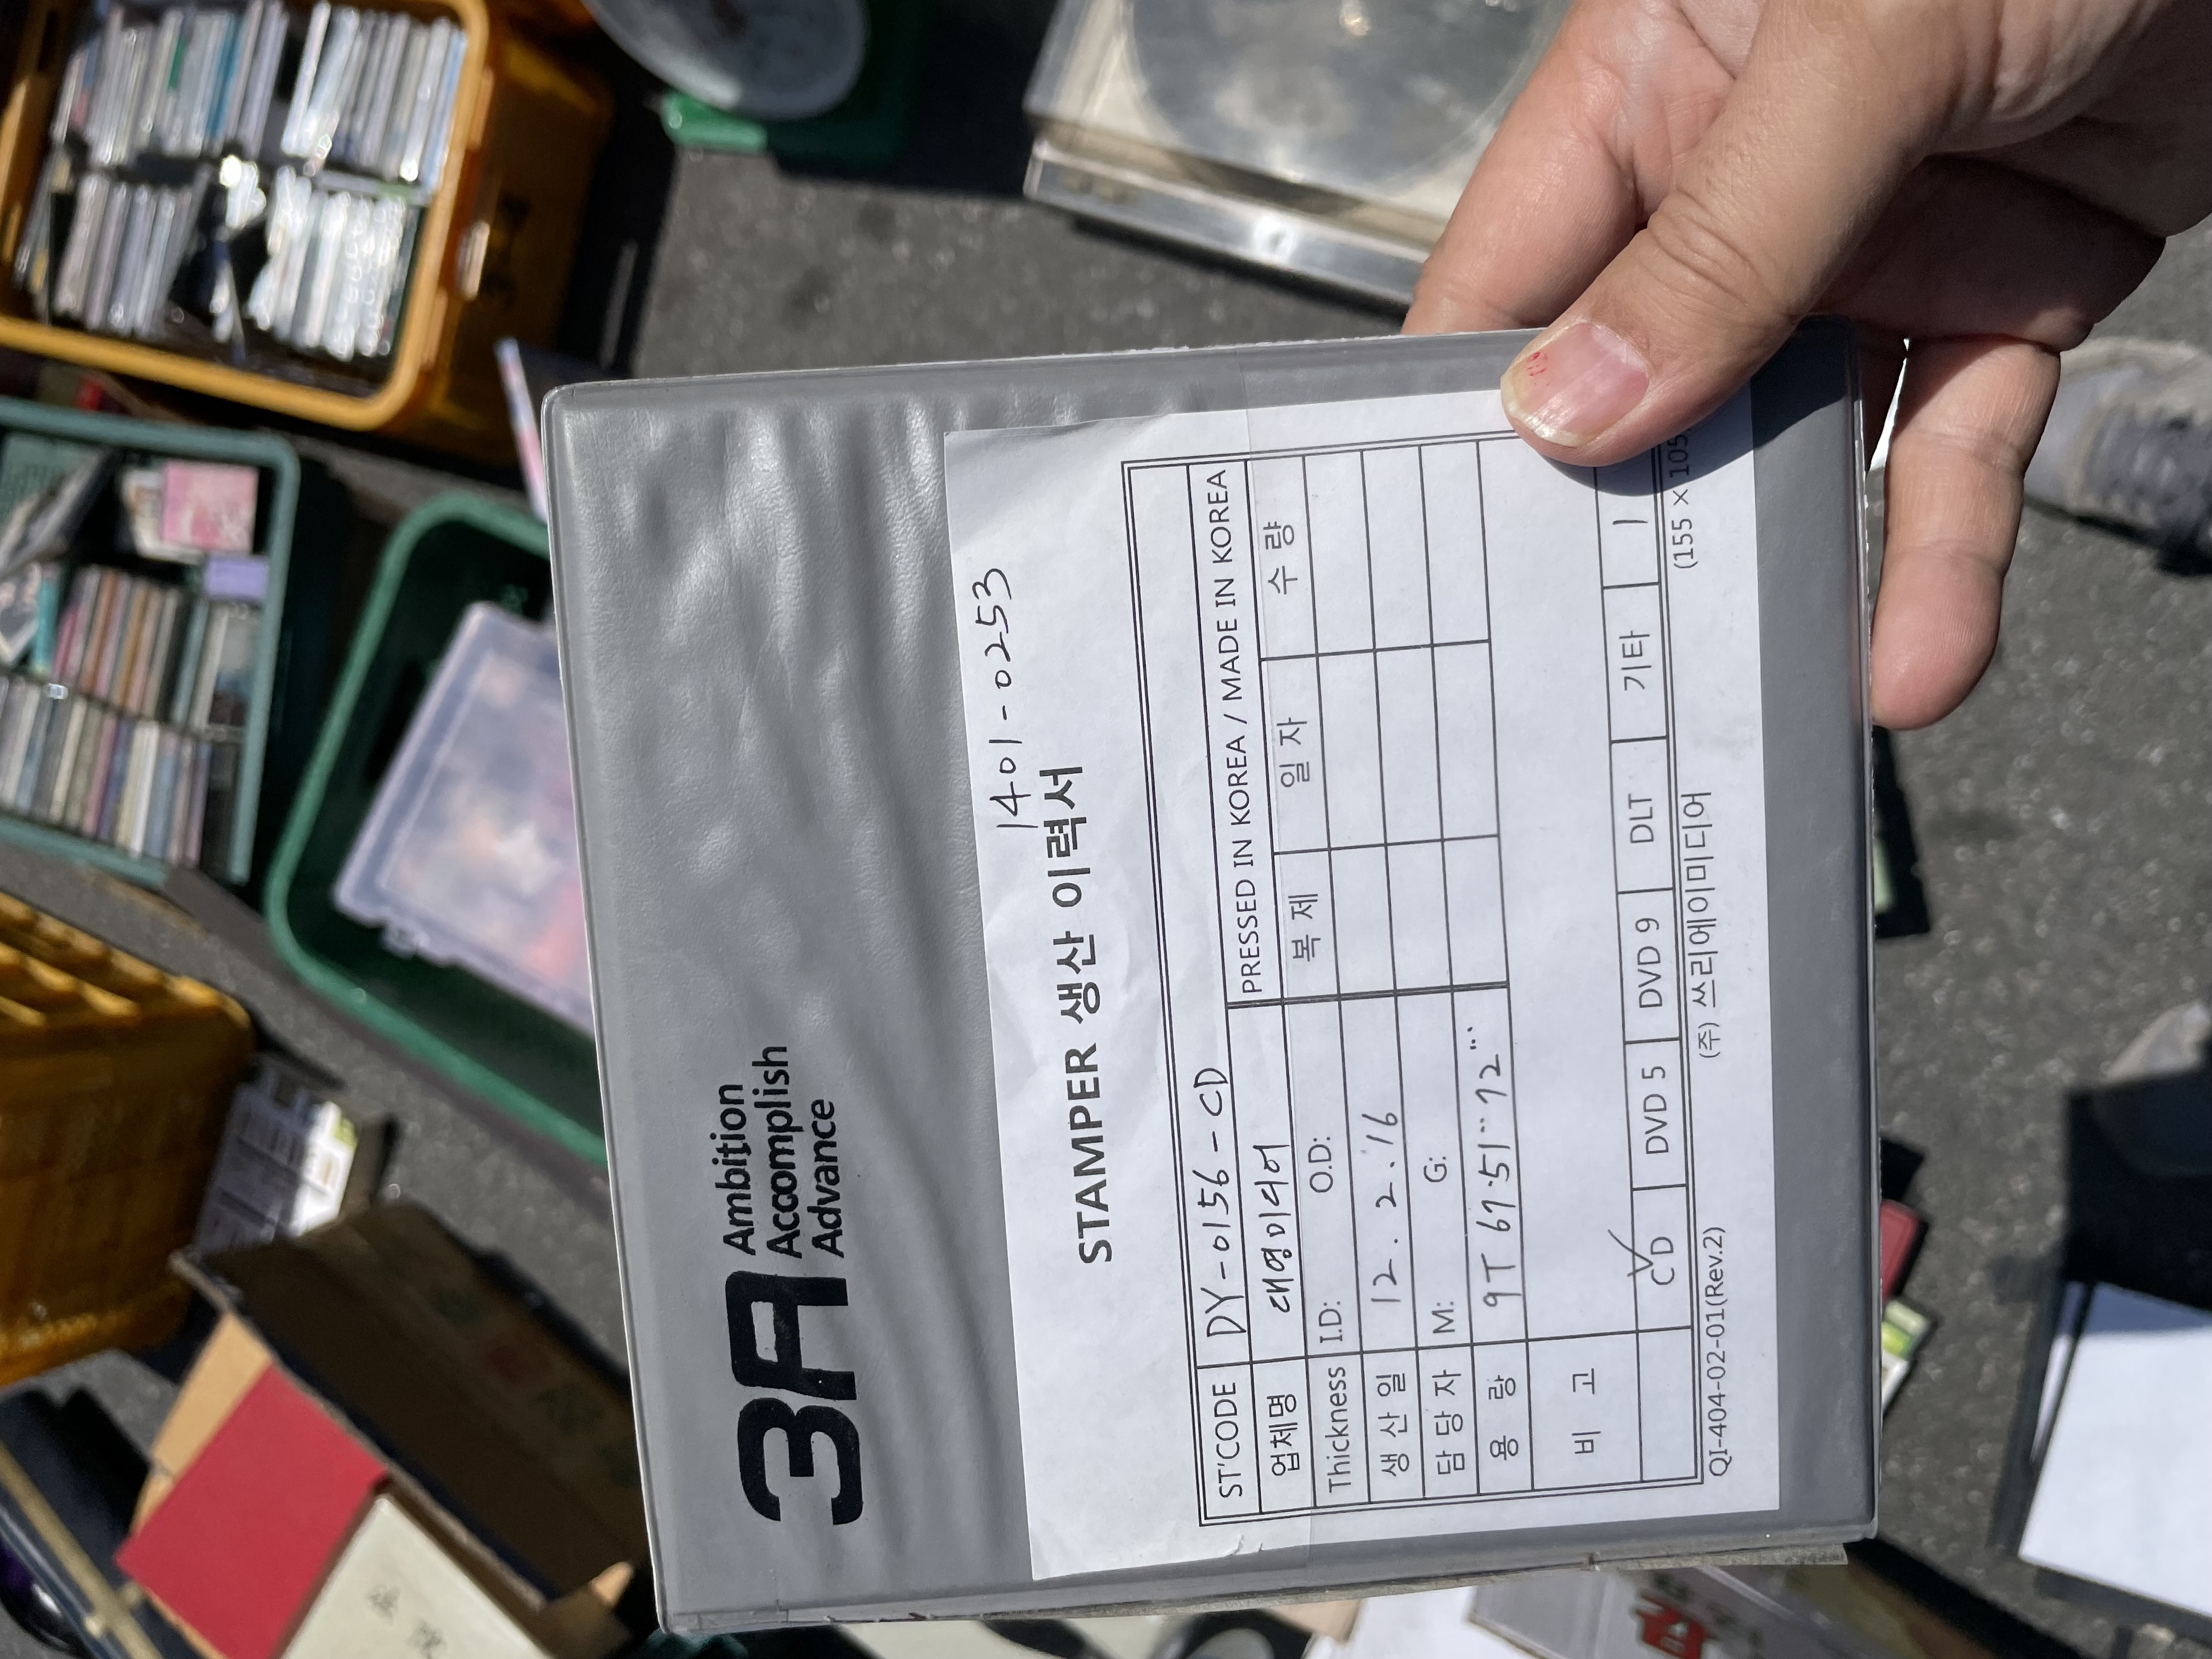 3A Ambition
Accomplish
Advance
1401-0253
STAMPER 생산 이력서
ST'CODE DY-0156-CD
PRESSED IN KOREA / MADE IN KOREA
업체명 대영미디어 복 제 일 자 수 량
Thickness I.D: O.D:
생 산 일 12. 2. 16
담 당 자 M: G:
용 량 9T 67.51"72"'
비 고
CD DVD 5 DVD 9 DLT 기타 1
QI-404-02-01(Rev.2) (주) 쓰리에이미디어 (155 × 105